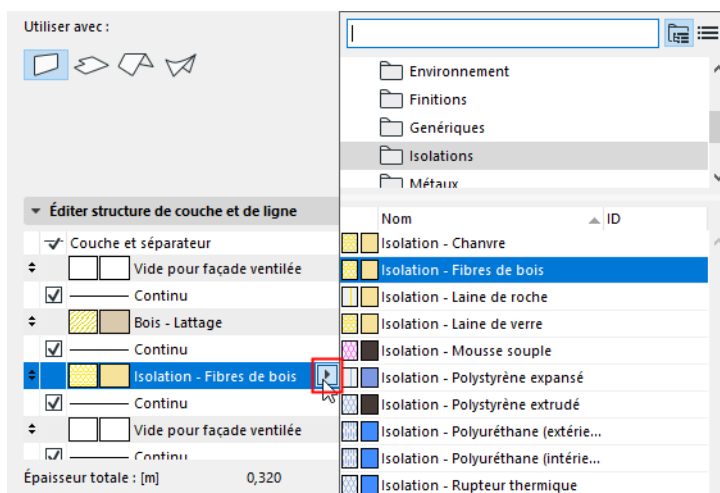 Utiliser avec :
Éditer structure de couche et de ligne
Couche et séparateur
Vide pour façade ventilée
Continu
Bois - Lattage
Continu
Isolation - Fibres de bois
Continu
Vide pour façade ventilée
Continu
Épaisseur totale : [m] 0,320
Environnement
Finitions
Genériques
Isolations
Métaux
Nom ID
Isolation - Chanvre
Isolation - Fibres de bois
Isolation - Laine de roche
Isolation - Laine de verre
Isolation - Mousse souple
Isolation - Polystyrène expansé
Isolation - Polystyrène extrudé
Isolation - Polyuréthane (extérie...
Isolation - Polyuréthane (intérie...
Isolation - Rupteur thermique